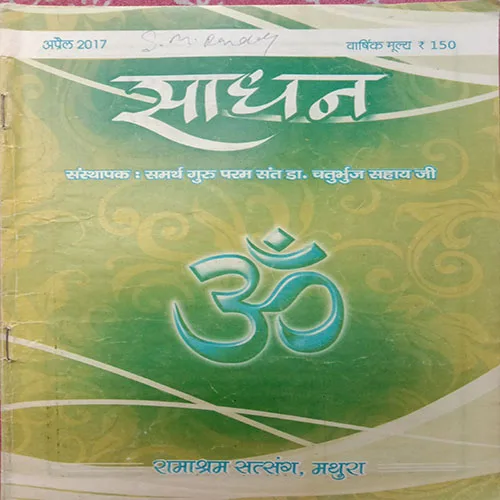 अप्रैल 2017 वार्षिक मूल्य ₹ 150
साधन
संस्थापक : समर्थ गुरु परम संत डा. चतुर्भुज सहाय जी
ॐ
रामाश्रम सत्संग, मथुरा